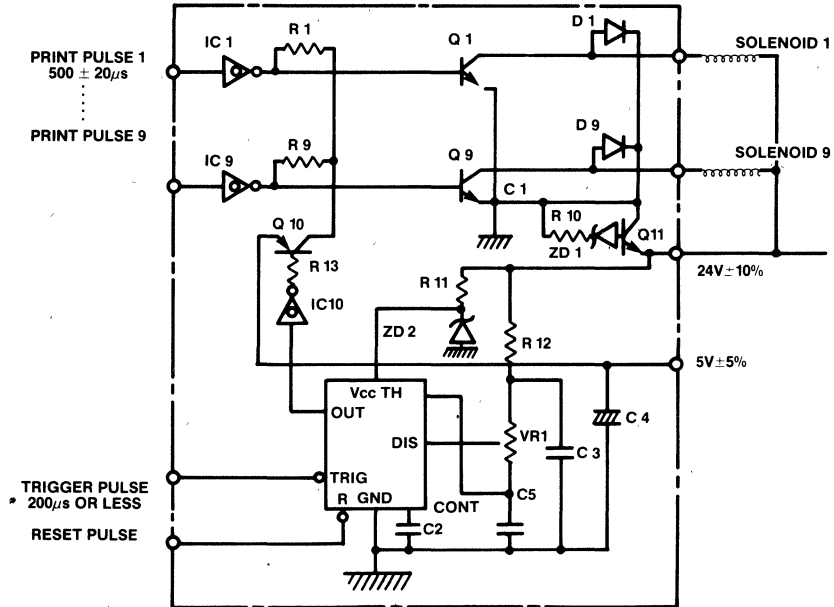 R 1
D 1
IC 1
Q 1
SOLENOID 1
PRINT PULSE 1
500 ± 20µs
PRINT PULSE 9
R 9
D 9
IC 9
Q 9
C 1
SOLENOID 9
Q 10
R 10
Q11
ZD 1
R 13
24V±10%
R 11
IC10
ZD 2
R 12
5V±5%
Vcc TH
OUT
C 4
DIS
VR1
C 3
TRIG
TRIGGER PULSE
* 200µs OR LESS
R GND
C5
CONT
C2
RESET PULSE